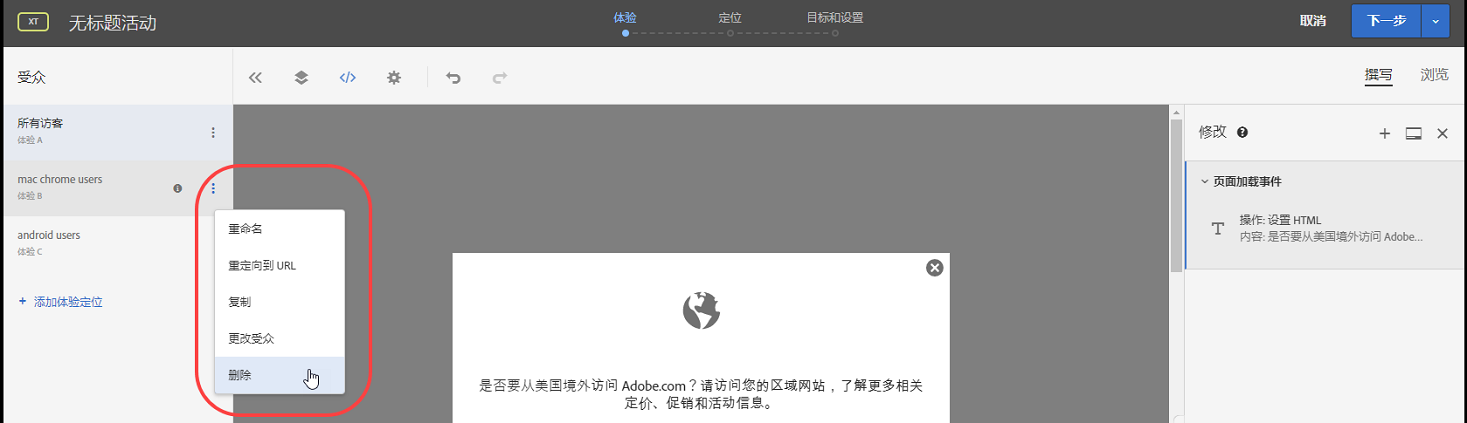 XT
无标题活动
体验
定位
目标和设置
取消
下一步
受众
</>
撰写
浏览
所有访客
体验 A
mac chrome users
体验 B
android users
体验 C
+ 添加体验定位
重命名
重定向到 URL
复制
更改受众
删除
是否要从美国境外访问 Adobe.com？请访问您的区域网站，了解更多相关
定价、促销和活动信息。
修改
页面加载事件
T
操作: 设置 HTML
内容: 是否要从美国境外访问 Adobe...